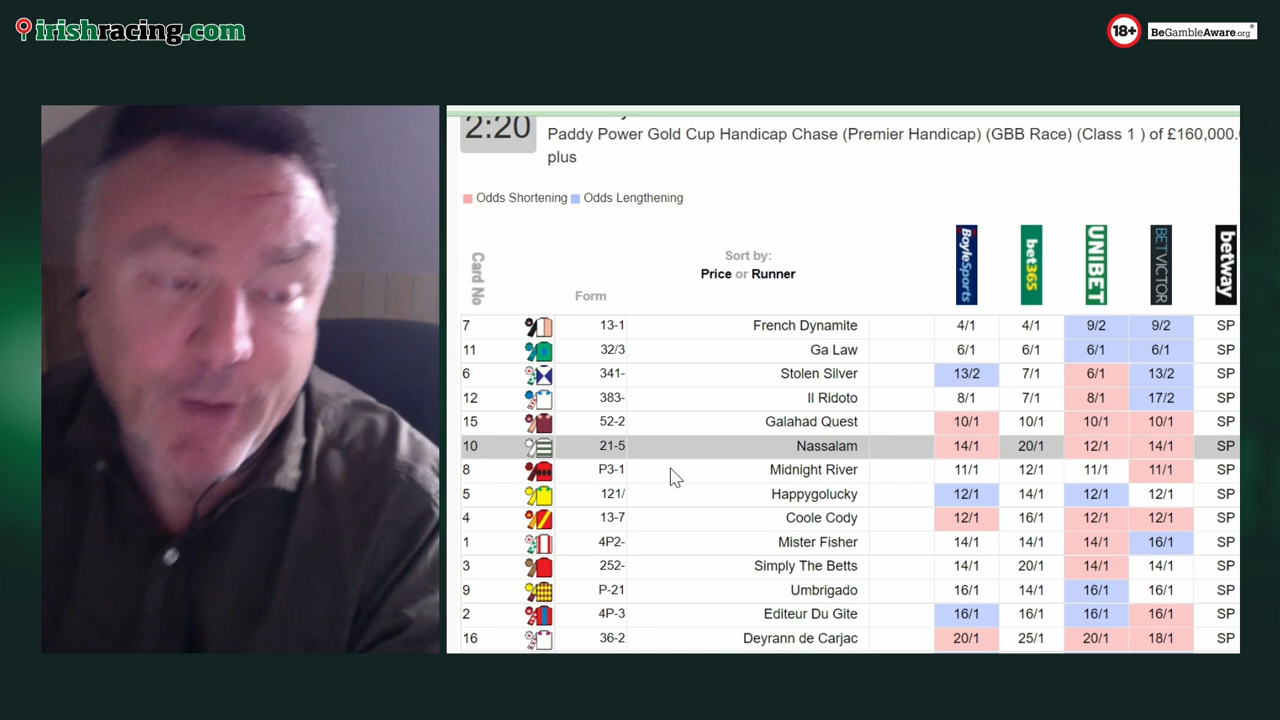 irishracing.com
18+
BeGambleAware.org®
2:20
Paddy Power Gold Cup Handicap Chase (Premier Handicap) (GBB Race) (Class 1 ) of £160,000.
plus
Odds Shortening Odds Lengthening
Card No
Form
Sort by:
Price or Runner
BoyleSports
bet365
UNIBET
BETVICTOR
betway
7 13-1 French Dynamite 4/1 4/1 9/2 9/2 SP
11 32/3 Ga Law 6/1 6/1 6/1 6/1 SP
6 341- Stolen Silver 13/2 7/1 6/1 13/2 SP
12 383- Il Ridoto 8/1 7/1 8/1 17/2 SP
15 52-2 Galahad Quest 10/1 10/1 10/1 10/1 SP
10 21-5 Nassalam 14/1 20/1 12/1 14/1 SP
8 P3-1 Midnight River 11/1 12/1 11/1 11/1 SP
5 121/ Happygolucky 12/1 14/1 12/1 12/1 SP
4 13-7 Coole Cody 12/1 16/1 12/1 12/1 SP
1 4P2- Mister Fisher 14/1 14/1 14/1 16/1 SP
3 252- Simply The Betts 14/1 20/1 14/1 14/1 SP
9 P-21 Umbrigado 16/1 14/1 16/1 16/1 SP
2 4P-3 Editeur Du Gite 16/1 16/1 16/1 16/1 SP
16 36-2 Deyrann de Carjac 20/1 25/1 20/1 18/1 SP